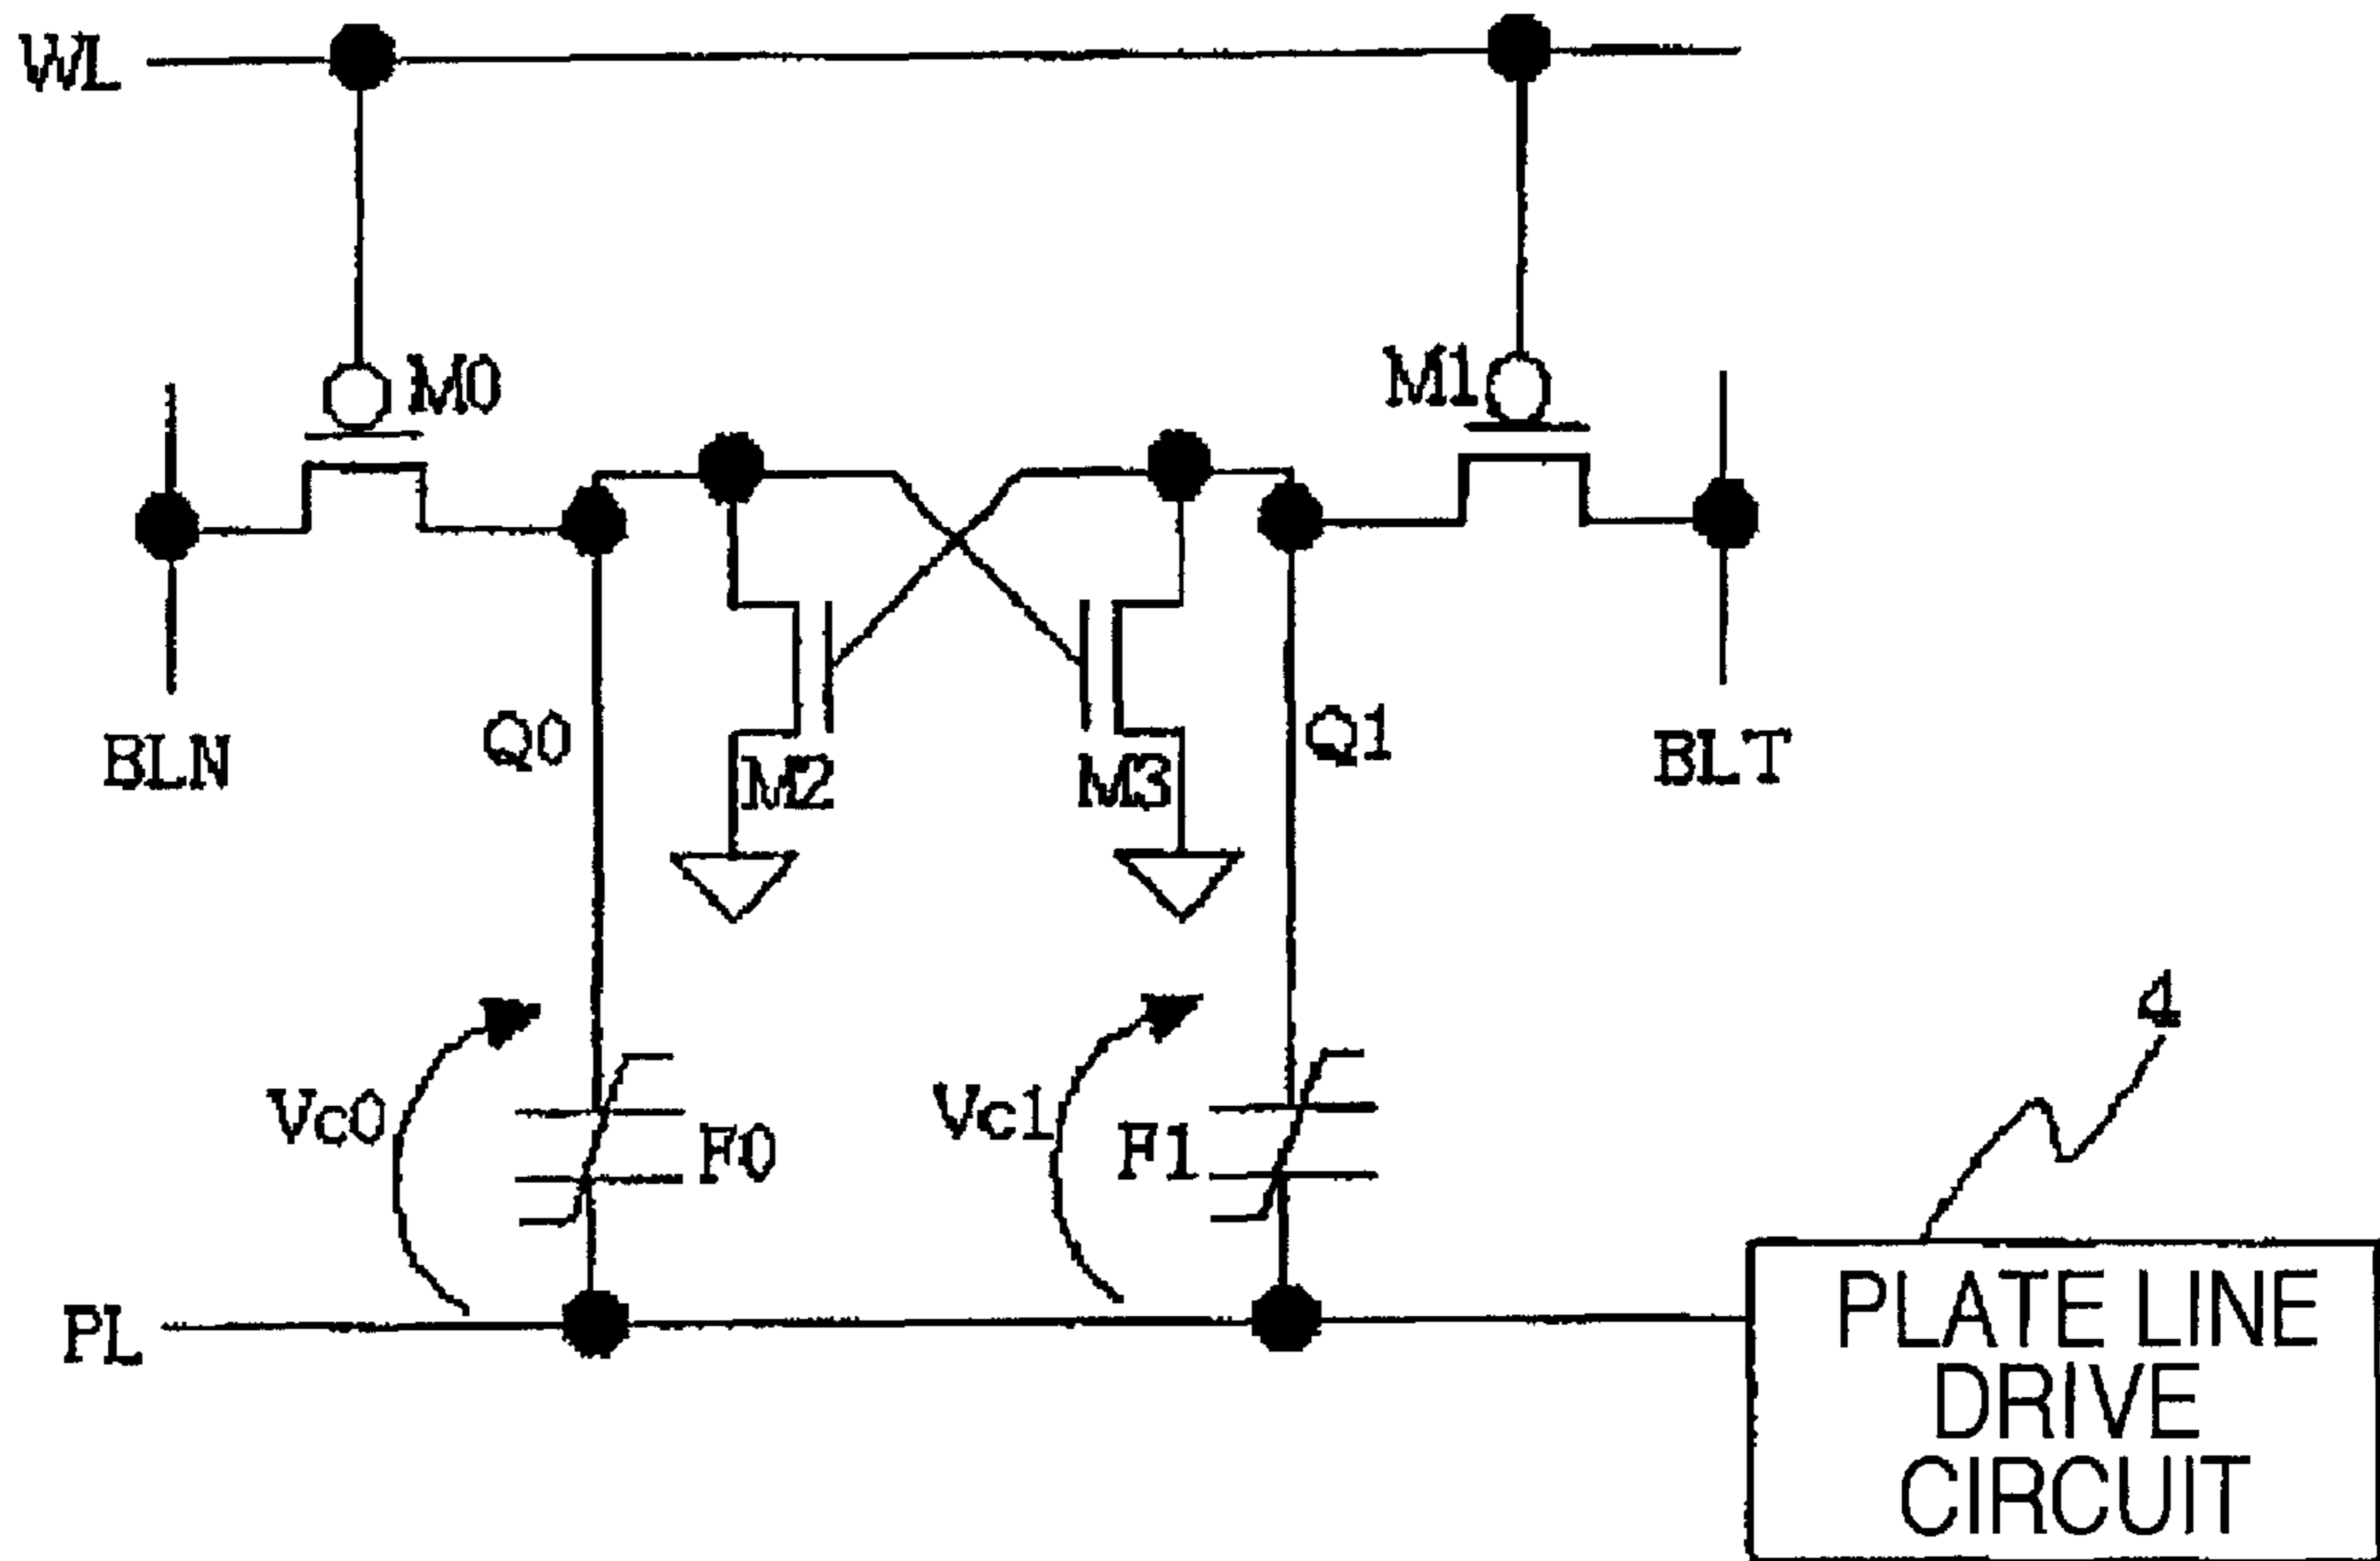 WL
M0
M1
BLN
Q0
M2
M3
Q1
BLT
4
Vc0
F0
Vc1
F1
PL
PLATE LINE
DRIVE
CIRCUIT